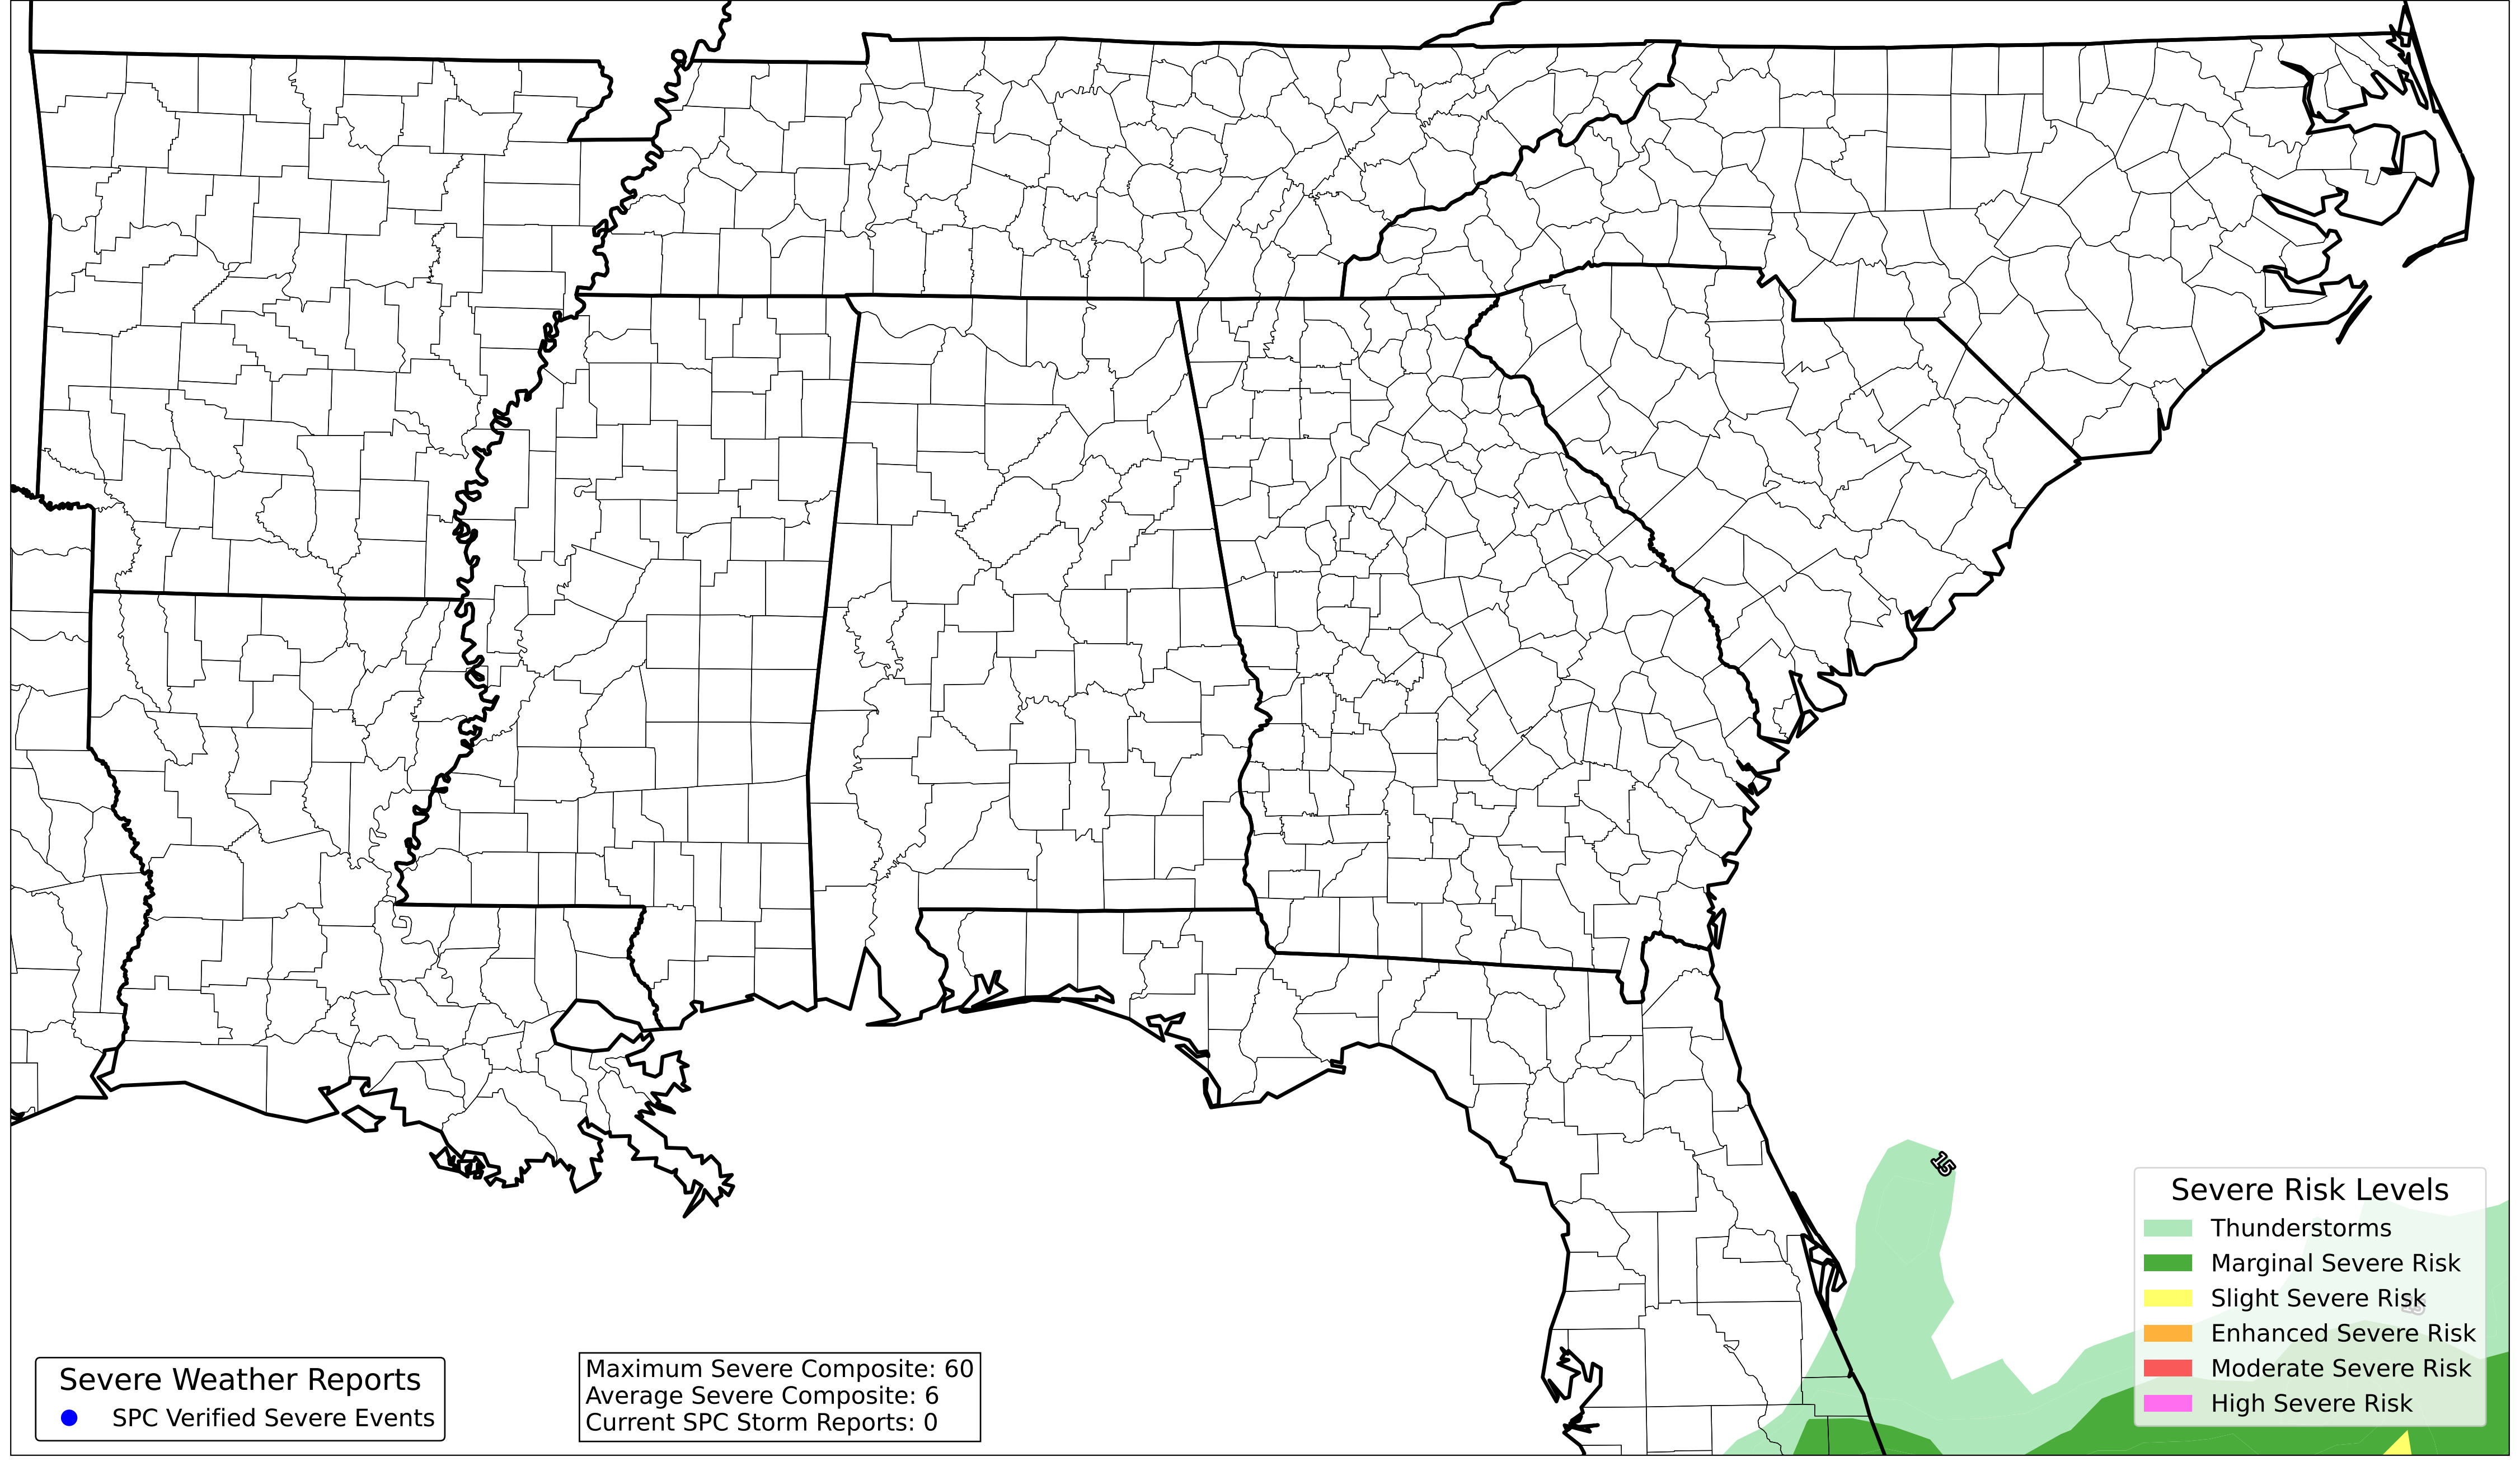 15
Severe Risk Levels
Thunderstorms
Marginal Severe Risk
Slight Severe Risk
Enhanced Severe Risk
Moderate Severe Risk
High Severe Risk
Severe Weather Reports
SPC Verified Severe Events
Maximum Severe Composite: 60
Average Severe Composite: 6
Current SPC Storm Reports: 0